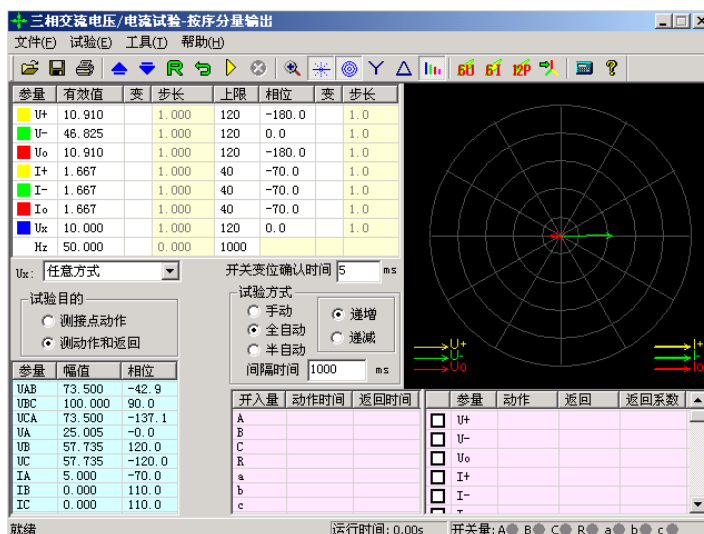 三相交流电压/电流试验-按序分量输出
文件(F) 试验(E) 工具(T) 帮助(H)
6U 6I 12P
参量 有效值 变 步长 上限 相位 变 步长
U+ 10.910 1.000 120 -180.0 1.0
U- 46.825 1.000 120 0.0 1.0
Uo 10.910 1.000 120 -180.0 1.0
I+ 1.667 1.000 40 -70.0 1.0
I- 1.667 1.000 40 -70.0 1.0
Io 1.667 1.000 40 -70.0 1.0
Ux 10.000 1.000 120 0.0 1.0
Hz 50.000 0.000 1000
Ux: 任意方式 开关变位确认时间 5 ms
试验目的
测接点动作
测动作和返回
试验方式
手动
全自动
半自动
递增
递减
间隔时间 1000 ms
U+
U-
Uo
I+
I-
Io
参量 幅值 相位
UAB 73.500 -42.9
UBC 100.000 90.0
UCA 73.500 -137.1
UA 25.005 -0.0
UB 57.735 120.0
UC 57.735 -120.0
IA 5.000 -70.0
IB 0.000 110.0
IC 0.000 110.0
开入量 动作时间 返回时间
A
B
C
R
a
b
c
参量 动作 返回 返回系数
U+
U-
Uo
I+
I-
就绪 运行时间: 0.00s 开关量: A B C R a b c